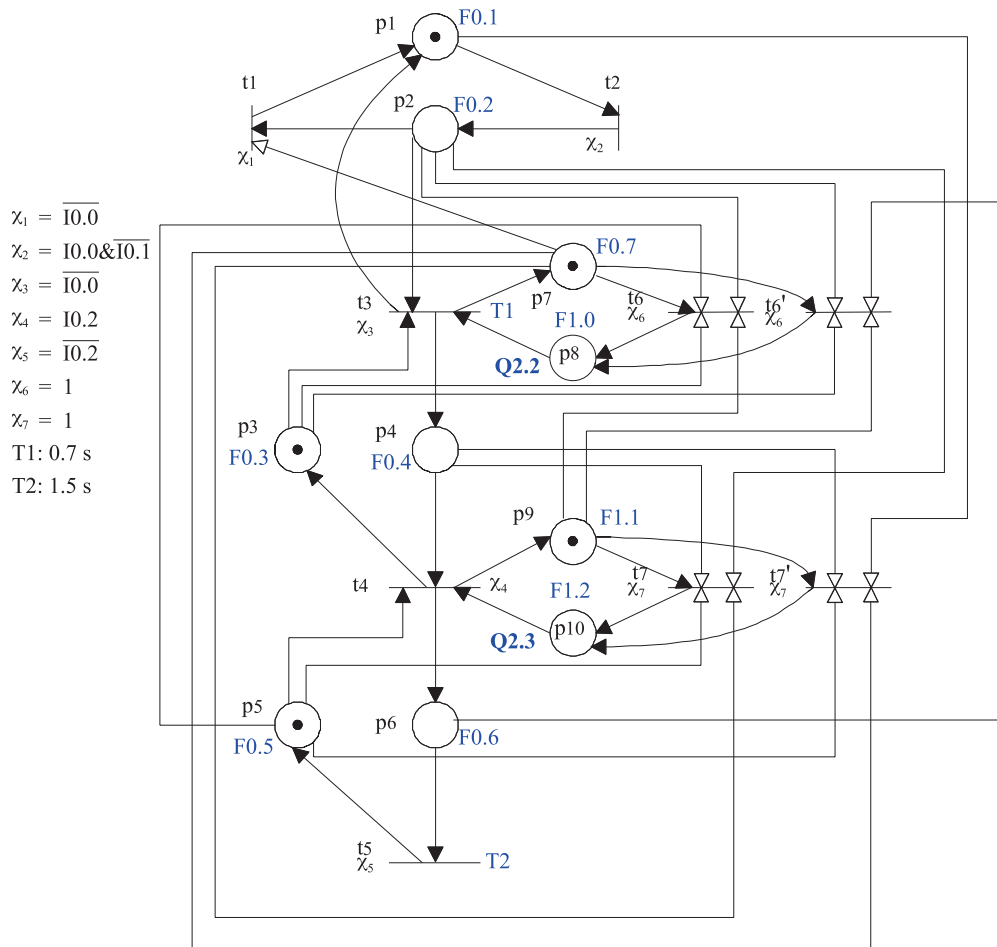 F0.1
p1
t1
t2
p2
F0.2
χ₁
χ₂
χ₁ = I̅0̅.̅0̅
χ₂ = I0.0&I̅0̅.̅1̅
χ₃ = I̅0̅.̅0̅
χ₄ = I0.2
χ₅ = I̅0̅.̅2̅
χ₆ = 1
χ₇ = 1
T1: 0.7 s
T2: 1.5 s
F0.7
p7
t3
χ₃
T1
t6
χ₆
t6'
χ₆
F1.0
p8
Q2.2
p3
F0.3
p4
F0.4
p9
F1.1
t4
χ₄
t7
χ₇
t7'
χ₇
F1.2
p10
Q2.3
p5
F0.5
p6
F0.6
t5
χ₅
T2